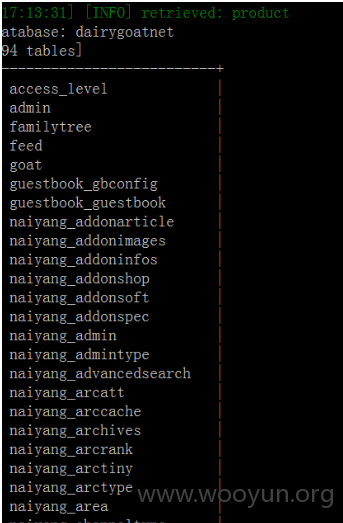 17:13:31] [INFO] retrieved: product
atabase: dairygoatnet
94 tables]
---------------------------+
access_level |
admin |
familytree |
feed |
goat |
guestbook_gbconfig |
guestbook_guestbook |
naiyang_addonarticle |
naiyang_addonimages |
naiyang_addoninfos |
naiyang_addonshop |
naiyang_addonsoft |
naiyang_addonspec |
naiyang_admin |
naiyang_admintype |
naiyang_advancedsearch |
naiyang_arcatt |
naiyang_arccache |
naiyang_archives |
naiyang_arcrank |
naiyang_arctiny |
naiyang_arctype |
naiyang_area |
www.wooyun.org